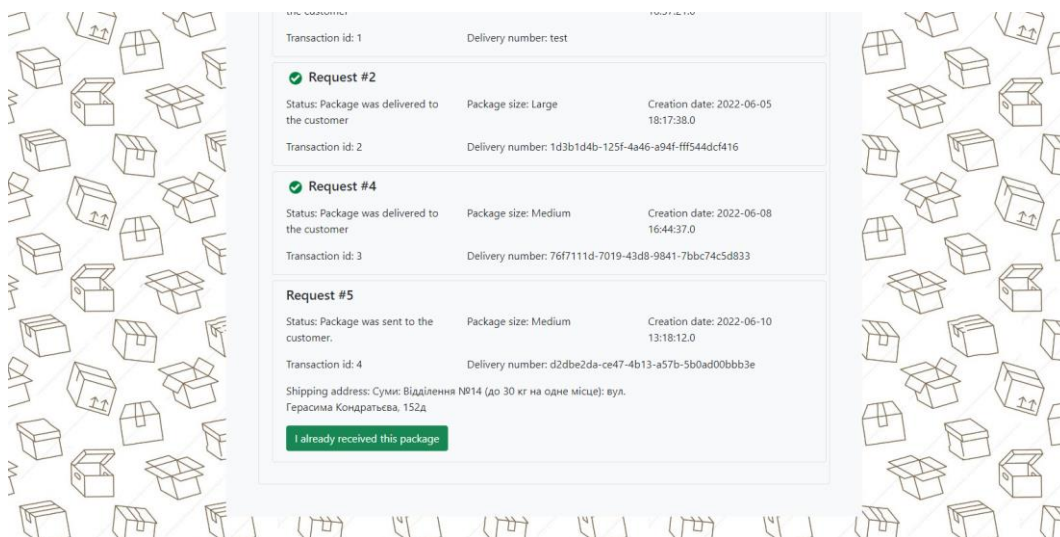 the customer
16:57:21.0
Transaction id: 1
Delivery number: test
Request #2
Status: Package was delivered to
the customer
Package size: Large
Creation date: 2022-06-05
18:17:38.0
Transaction id: 2
Delivery number: 1d3b1d4b-125f-4a46-a94f-fff544dcf416
Request #4
Status: Package was delivered to
the customer
Package size: Medium
Creation date: 2022-06-08
16:44:37.0
Transaction id: 3
Delivery number: 76f7111d-7019-43d8-9841-7bbc74c5d833
Request #5
Status: Package was sent to the
customer.
Package size: Medium
Creation date: 2022-06-10
13:18:12.0
Transaction id: 4
Delivery number: d2dbe2da-ce47-4b13-a57b-5b0ad00bbb3e
Shipping address: Суми: Відділення №14 (до 30 кг на одне місце): вул.
Герасима Кондратьєва, 152д
I already received this package